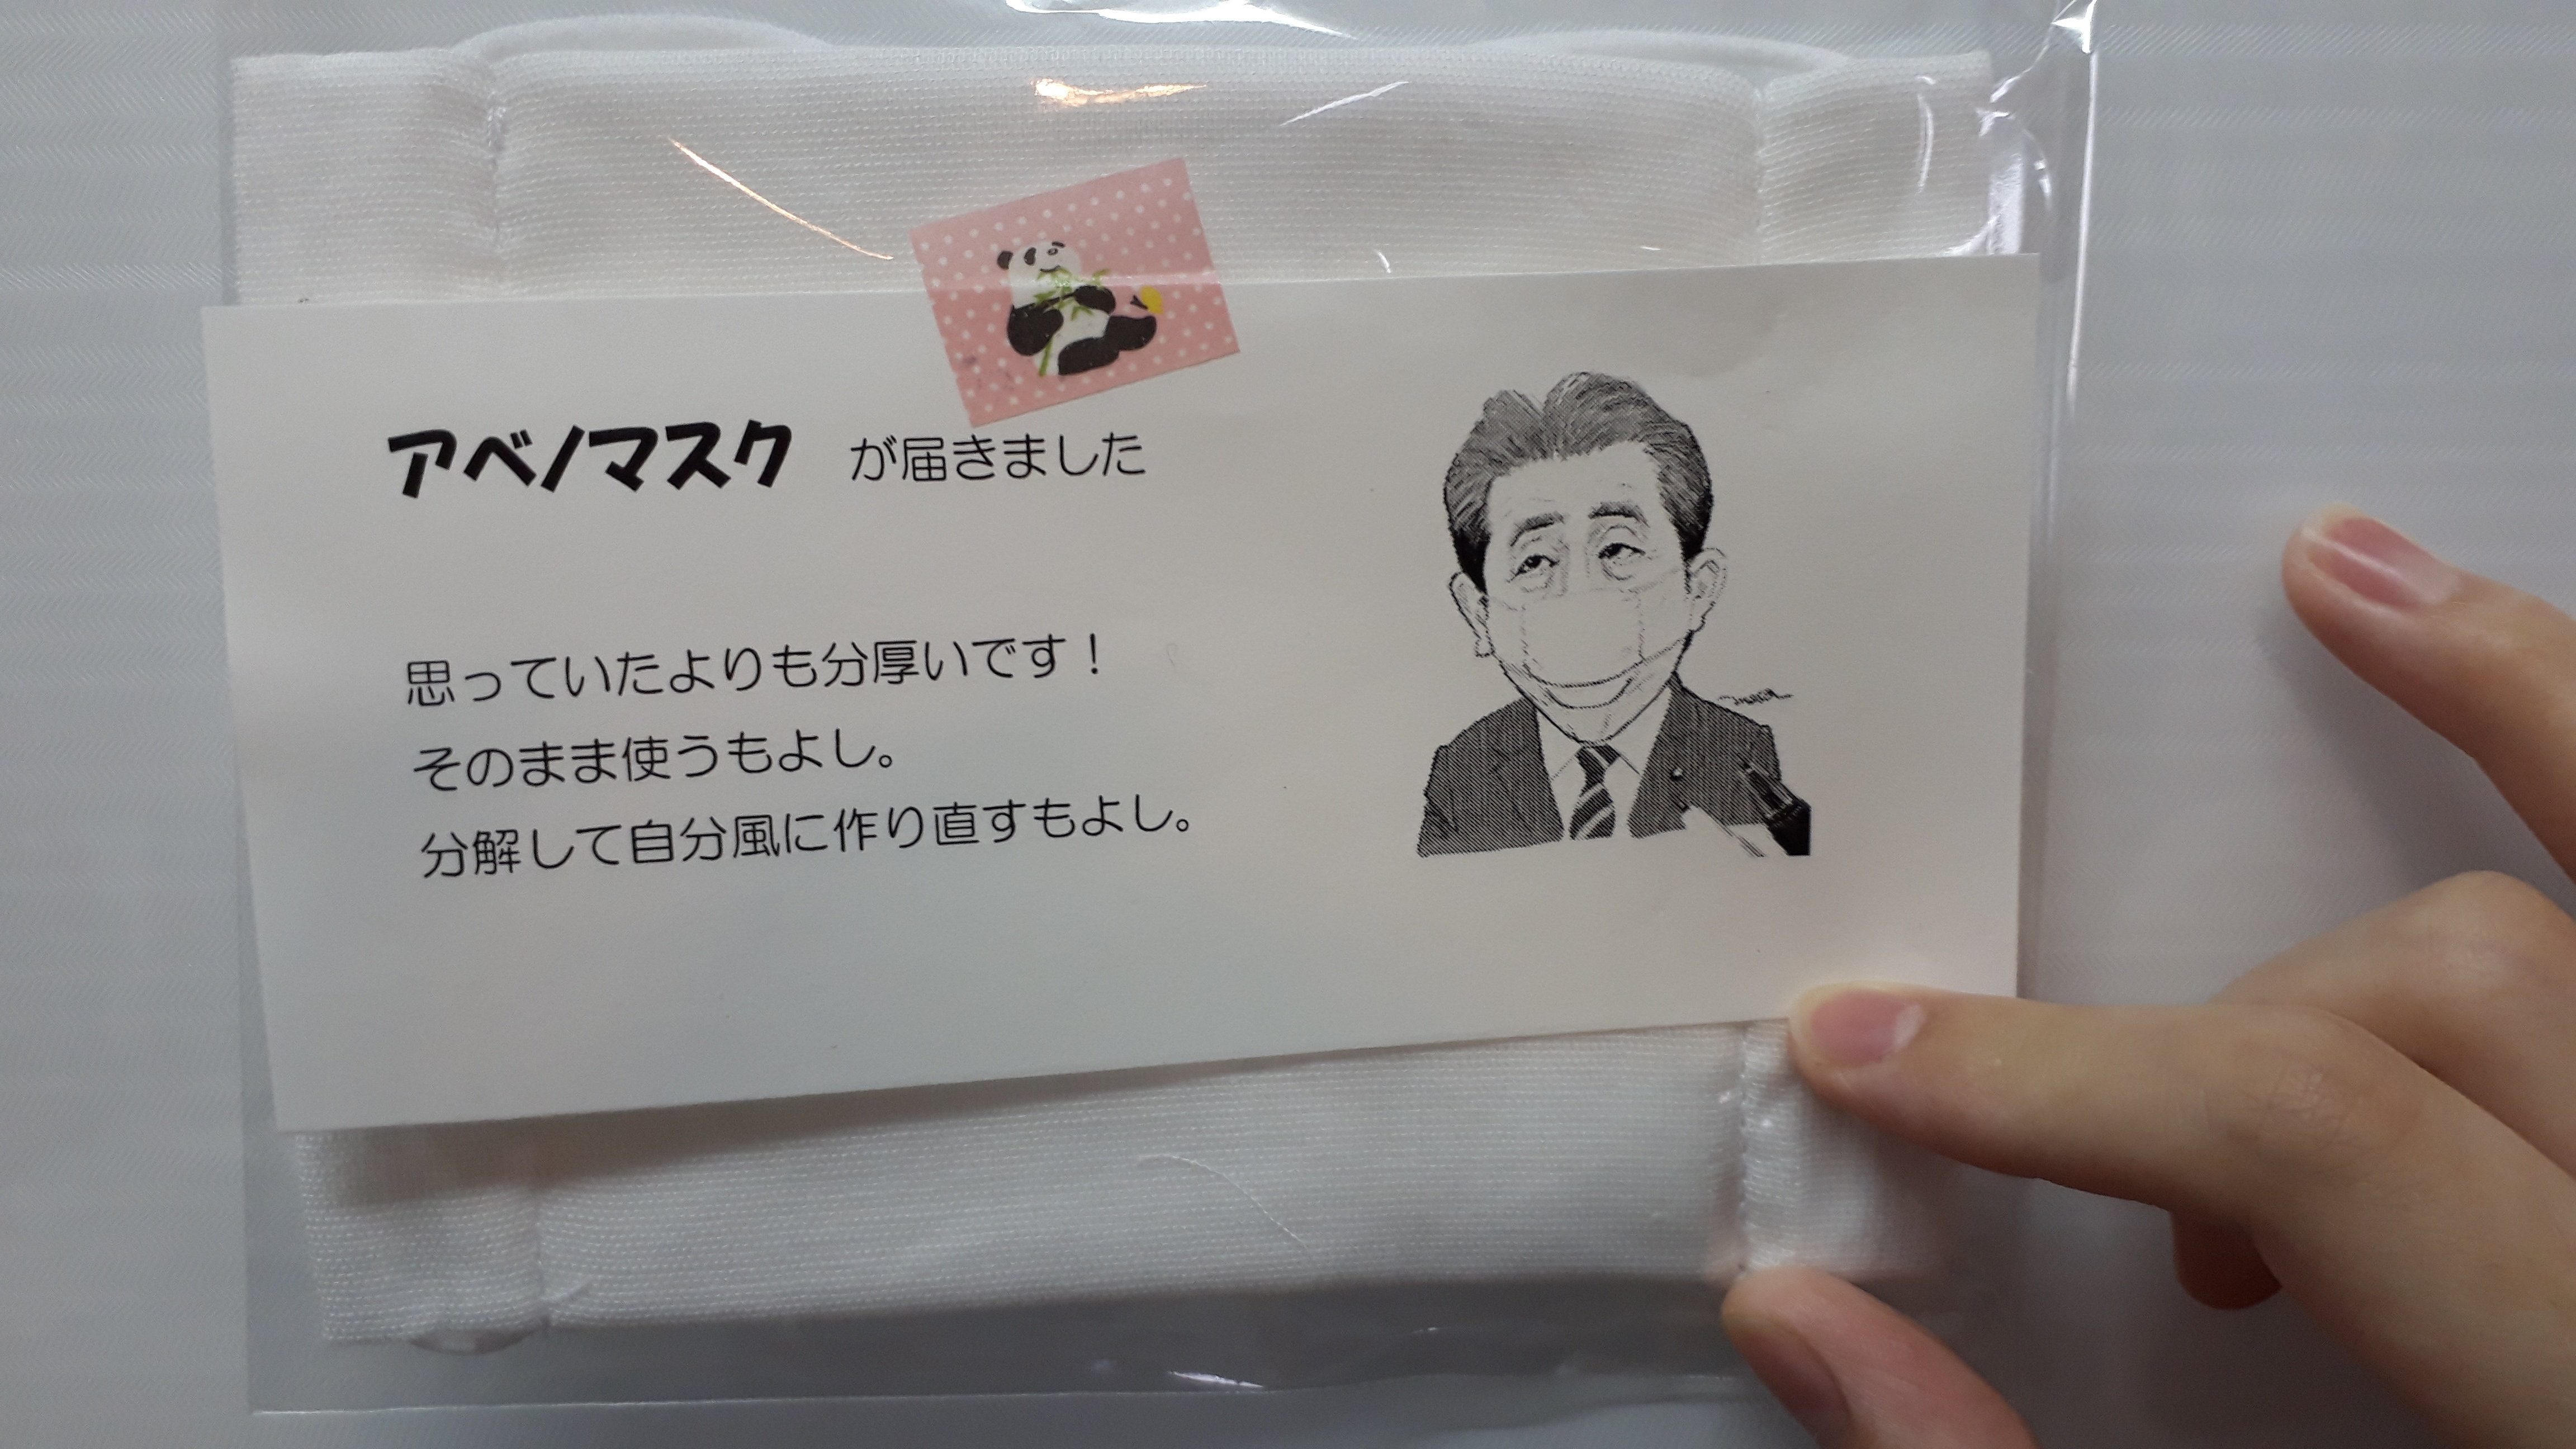 アベノマスク が届きました
思っていたよりも分厚いです！
そのまま使うもよし。
分解して自分風に作り直すもよし。